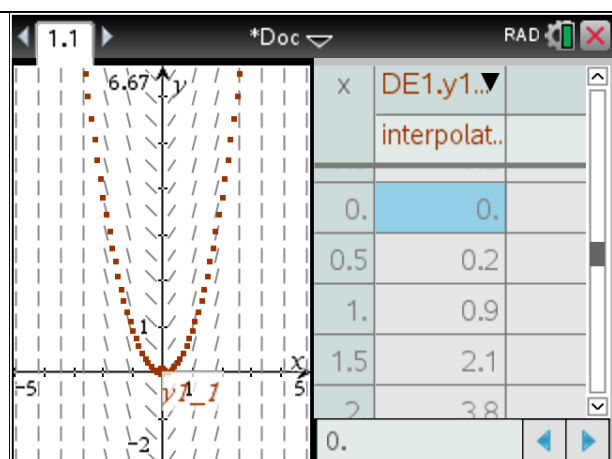 1.1 *Doc RAD
6.67 y
1
-5 1 5 x
y1_1
-2
x DE1.y1...
interpolat..
0. 0.
0.5 0.2
1. 0.9
1.5 2.1
2 3.8
0.